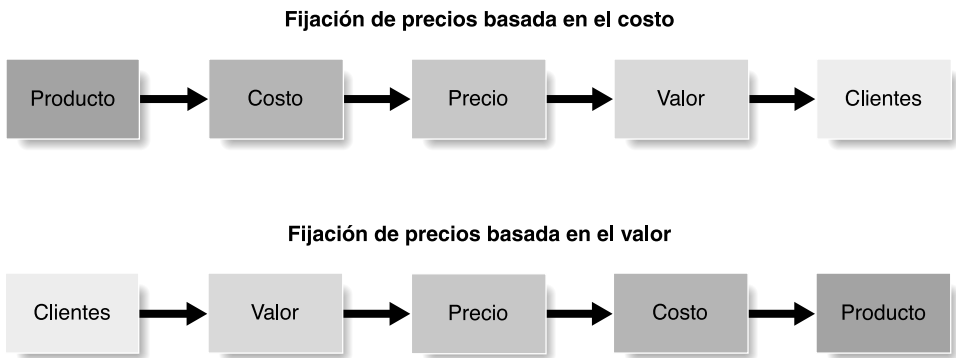 Fijación de precios basada en el costo
Producto
Costo
Precio
Valor
Clientes
Fijación de precios basada en el valor
Clientes
Valor
Precio
Costo
Producto